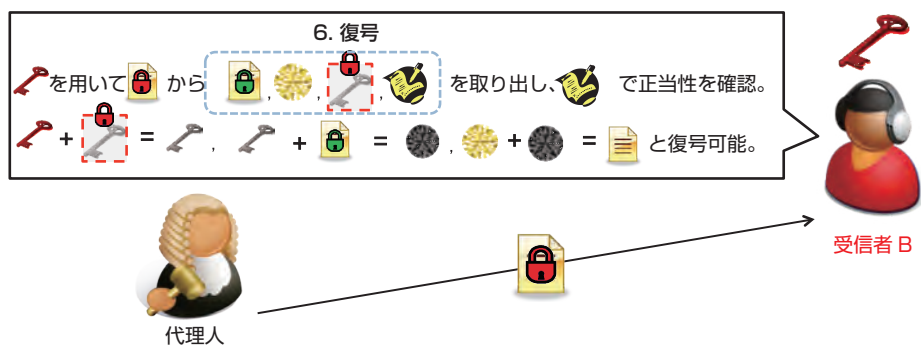 6. 復号
を用いて から , , , を取り出し、 で正当性を確認。
+ = , + = , + = と復号可能。
受信者 B
代理人